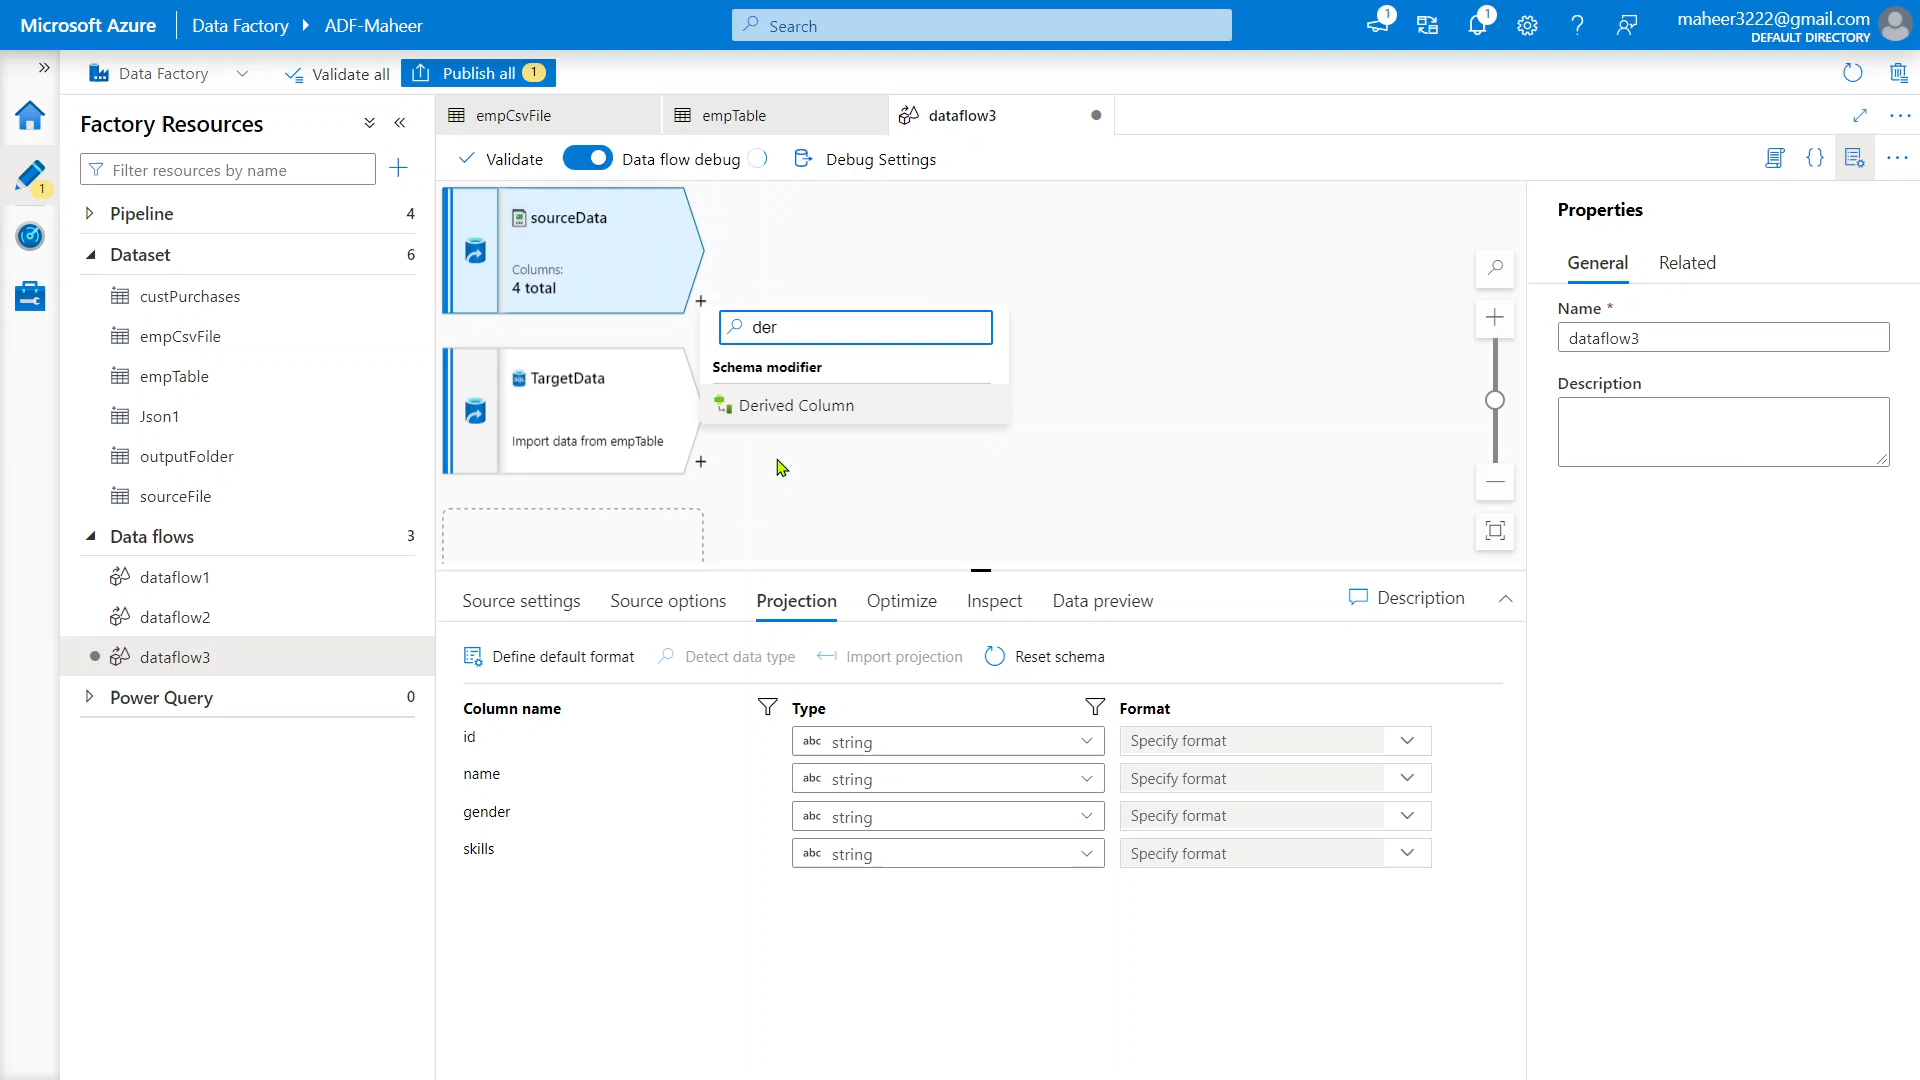 Microsoft Azure
Data Factory
ADF-Maheer
Search
1
1
maheer3222@gmail.com
DEFAULT DIRECTORY
Data Factory
Validate all
Publish all 1
1
Factory Resources
Filter resources by name
Pipeline 4
Dataset 6
custPurchases
empCsvFile
empTable
Json1
outputFolder
sourceFile
Data flows 3
dataflow1
dataflow2
dataflow3
Power Query 0
empCsvFile
empTable
dataflow3
Validate
Data flow debug
Debug Settings
sourceData
Columns:
4 total
der
Schema modifier
Derived Column
TargetData
Import data from empTable
Source settings
Source options
Projection
Optimize
Inspect
Data preview
Description
Define default format
Detect data type
Import projection
Reset schema
Column name Type Format
id abc string Specify format
name abc string Specify format
gender abc string Specify format
skills abc string Specify format
Properties
General
Related
Name *
dataflow3
Description